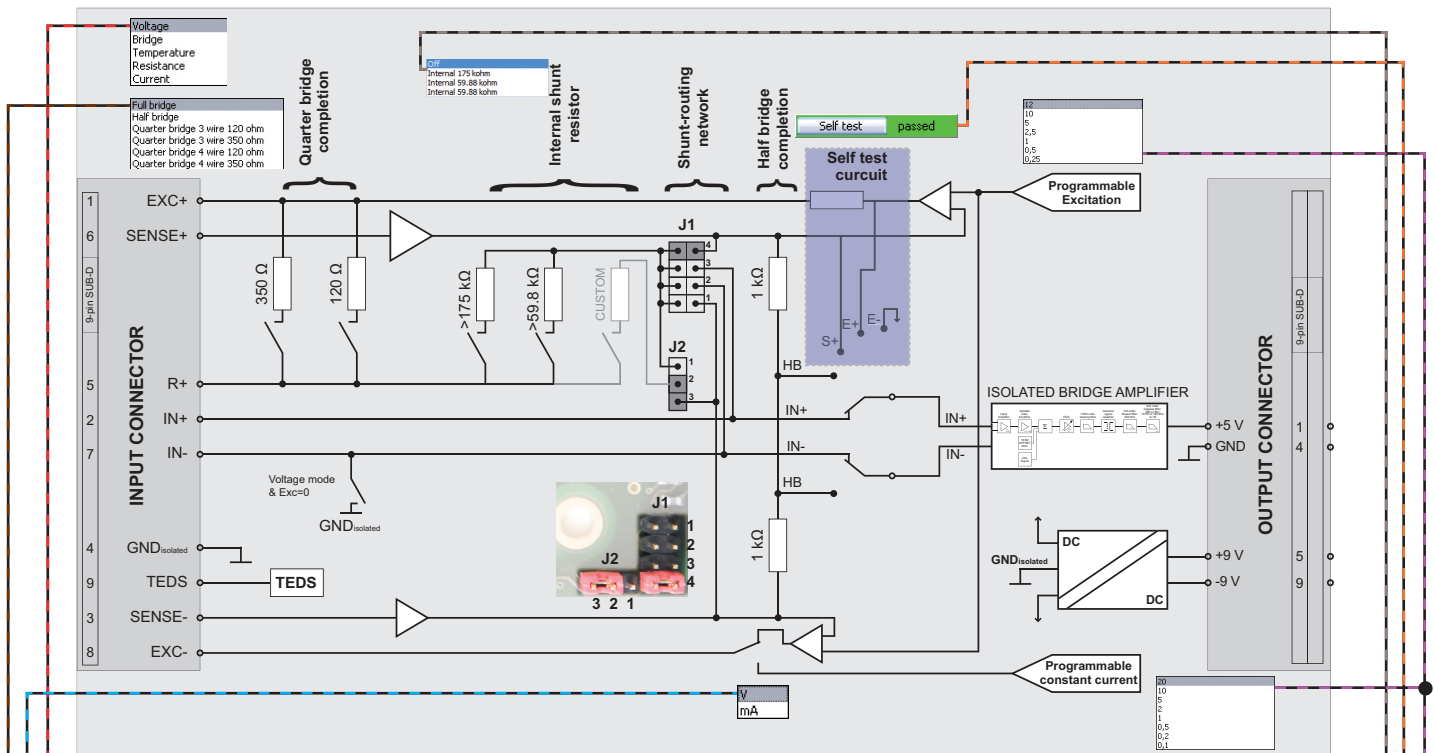 Voltage
Bridge
Temperature
Resistance
Current
Full bridge
Half bridge
Quarter bridge 3 wire 120 ohm
Quarter bridge 3 wire 350 ohm
Quarter bridge 4 wire 120 ohm
Quarter bridge 4 wire 350 ohm
Off
Internal 175 kohm
Internal 59.88 kohm
Internal 59.88 kohm
Quarter bridge
completion
Internal shunt
resistor
Shunt-routing
network
Half bridge
completion
Self test passed
12
10
5
2,5
1
0,5
0,25
Self test
curcuit
Programmable
Excitation
1 EXC+
6 SENSE+
9-pin SUB-D
INPUT CONNECTOR
5 R+
2 IN+
7 IN-
4 GNDisolated
9 TEDS
TEDS
3 SENSE-
8 EXC-
350 Ω
120 Ω
>175 kΩ
>59.8 kΩ
CUSTOM
J1
4
3
2
1
J2
1
2
3
1 kΩ
S+
E+
E-
HB
IN+
IN-
HB
1 kΩ
IN+
IN-
Voltage mode
& Exc=0
GNDisolated
J1
1
2
3
4
J2
3 2 1
ISOLATED BRIDGE AMPLIFIER
Σ
+5 V 1
GND 4
9-pin SUB-D
OUTPUT CONNECTOR
DC
GNDisolated
DC
+9 V 5
-9 V 9
Programmable
constant current
V
mA
20
10
5
2
1
0,5
0,2
0,1